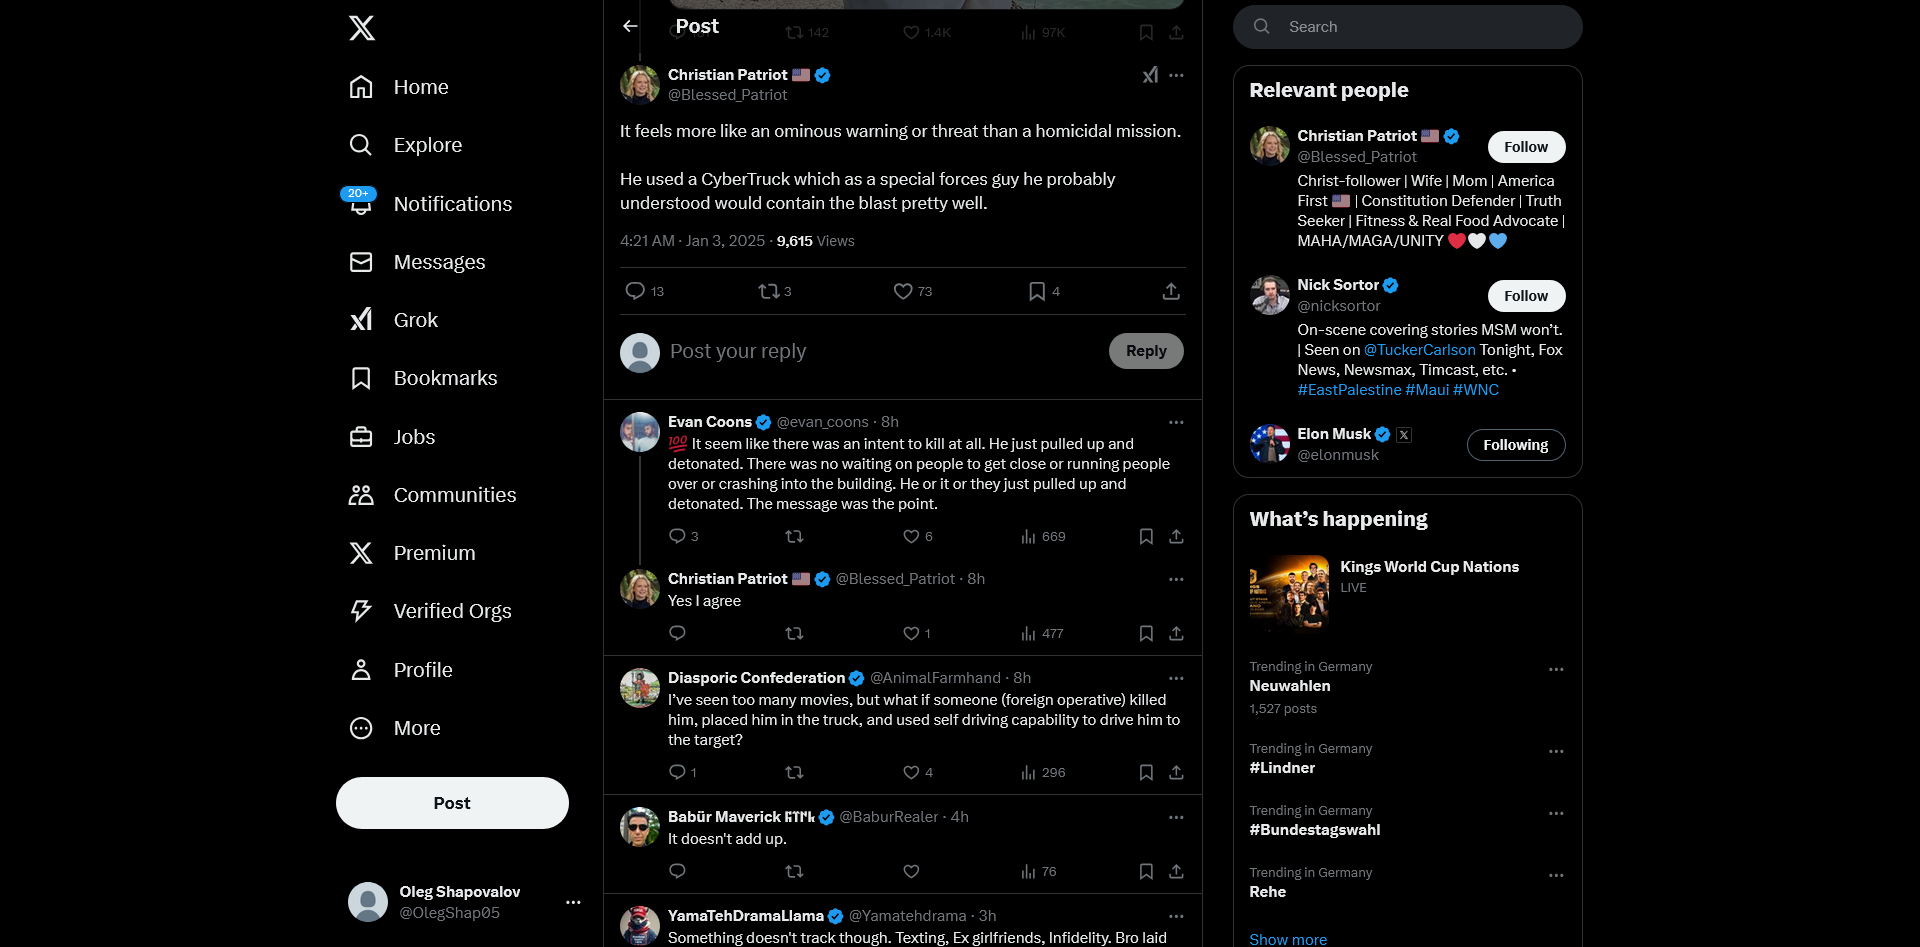 Home
Explore
20+
Notifications
Messages
Grok
Bookmarks
Jobs
Communities
Premium
Verified Orgs
Profile
More
Post
Oleg Shapovalov
@OlegShap05
Post
142
1.4K
97K
Christian Patriot 🇺🇸
@Blessed_Patriot
It feels more like an ominous warning or threat than a homicidal mission.
He used a CyberTruck which as a special forces guy he probably
understood would contain the blast pretty well.
4:21 AM · Jan 3, 2025 · 9,615 Views
13
3
73
4
Post your reply
Reply
Evan Coons @evan_coons · 8h
💯 It seem like there was an intent to kill at all. He just pulled up and
detonated. There was no waiting on people to get close or running people
over or crashing into the building. He or it or they just pulled up and
detonated. The message was the point.
3
6
669
Christian Patriot 🇺🇸 @Blessed_Patriot · 8h
Yes I agree
1
477
Diasporic Confederation @AnimalFarmhand · 8h
I've seen too many movies, but what if someone (foreign operative) killed
him, placed him in the truck, and used self driving capability to drive him to
the target?
1
4
296
Babür Maverick @BaburRealer · 4h
It doesn't add up.
76
YamaTehDramaLlama @Yamatehdrama · 3h
Something doesn't track though. Texting, Ex girlfriends, Infidelity. Bro laid
Search
Relevant people
Christian Patriot 🇺🇸
@Blessed_Patriot
Follow
Christ-follower | Wife | Mom | America
First 🇺🇸 | Constitution Defender | Truth
Seeker | Fitness & Real Food Advocate |
MAHA/MAGA/UNITY ❤️🤍💙
Nick Sortor
@nicksortor
Follow
On-scene covering stories MSM won't.
| Seen on @TuckerCarlson Tonight, Fox
News, Newsmax, Timcast, etc. •
#EastPalestine #Maui #WNC
Elon Musk
@elonmusk
Following
What's happening
Kings World Cup Nations
LIVE
Trending in Germany
Neuwahlen
1,527 posts
Trending in Germany
#Lindner
Trending in Germany
#Bundestagswahl
Trending in Germany
Rehe
Show more